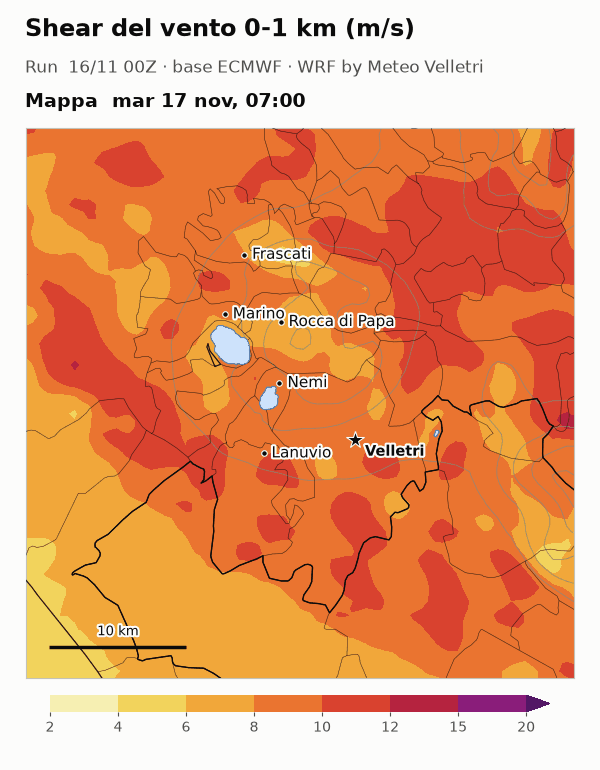 Shear del vento 0-1 km (m/s)
Run  16/11 00Z · base ECMWF · WRF by Meteo Velletri
Mappa  mar 17 nov, 07:00
Frascati
Marino
Rocca di Papa
Nemi
Velletri
Lanuvio
10 km
2 4 6 8 10 12 15 20